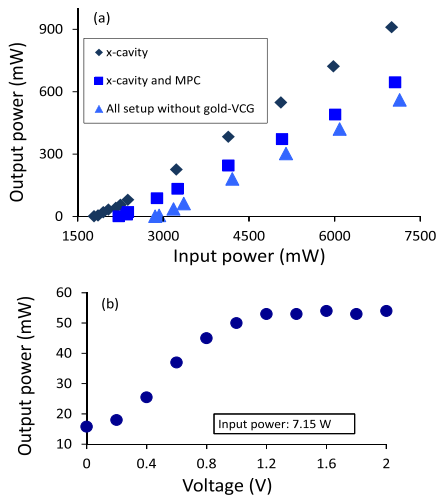 (a)
900
600
300
0
Output power (mW)
x-cavity
x-cavity and MPC
All setup without gold-VCG
1500
3000
4500
6000
7500
Input power (mW)
(b)
60
50
40
30
20
10
Output power (mW)
Input power: 7.15 W
0
0.4
0.8
1.2
1.6
2
Voltage (V)